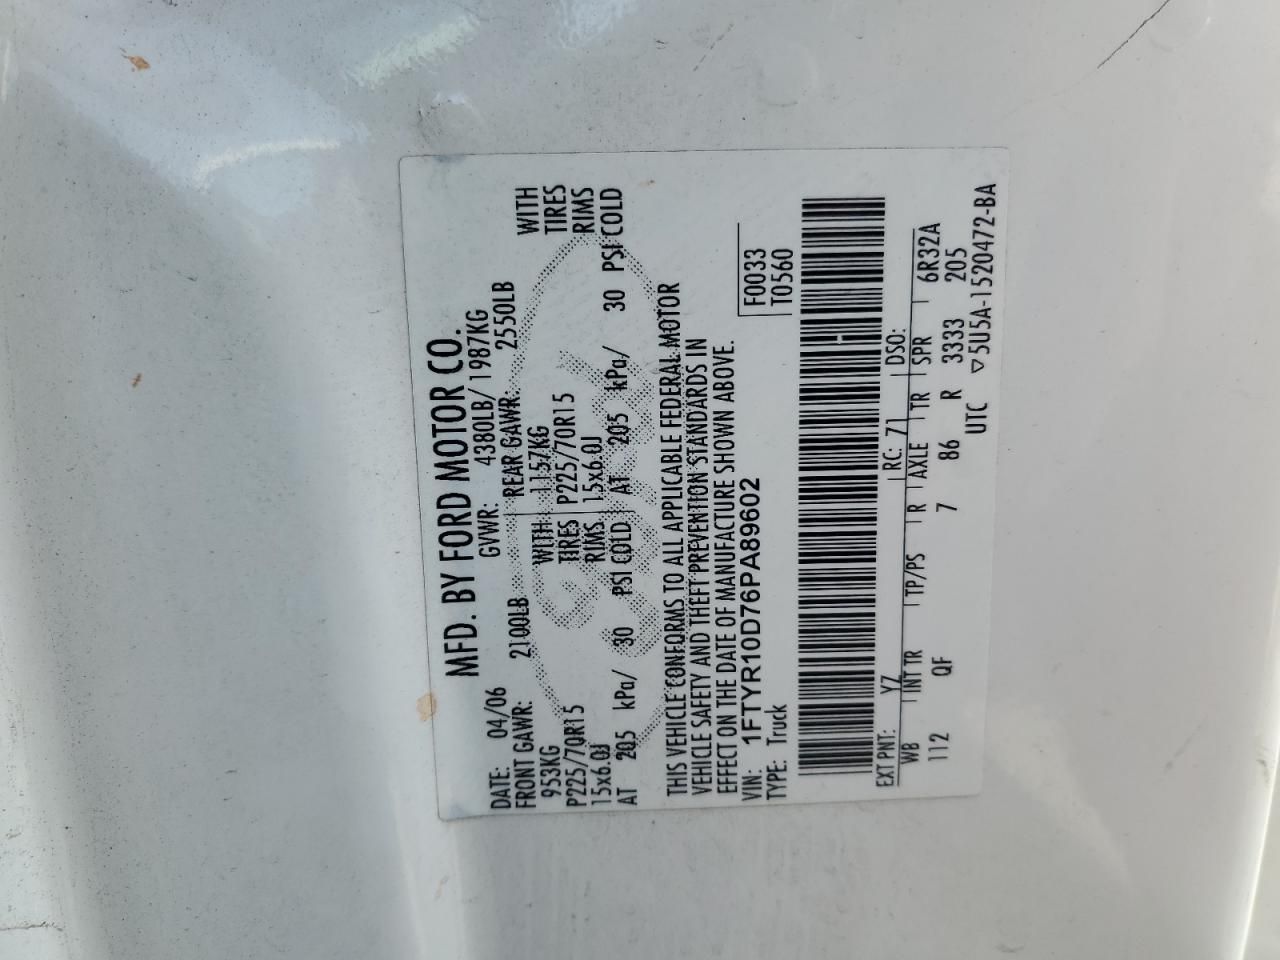 MFD. BY FORD MOTOR CO.
DATE: 04/06 GVWR: 4380LB/ 1987KG
FRONT GAWR: 2100LB REAR GAWR: 2550LB
953KG WITH 1157KG WITH
P225/70R15 TIRES P225/70R15 TIRES
15x6.0J RIMS 15x6.0J RIMS
AT 205 kPa/ 30 PSI COLD AT 205 kPa/ 30 PSI COLD
THIS VEHICLE CONFORMS TO ALL APPLICABLE FEDERAL MOTOR
VEHICLE SAFETY AND THEFT PREVENTION STANDARDS IN
EFFECT ON THE DATE OF MANUFACTURE SHOWN ABOVE.
VIN: 1FTYR10D76PA89602 F0033
TYPE: Truck T0560
EXT PNT: YZ RC: 71 DSO:
WB INT TR TP/PS R AXLE TR SPR 6R32A
112 QF 7 86 R 3333 205
UTC ▽5U5A-1520472-BA